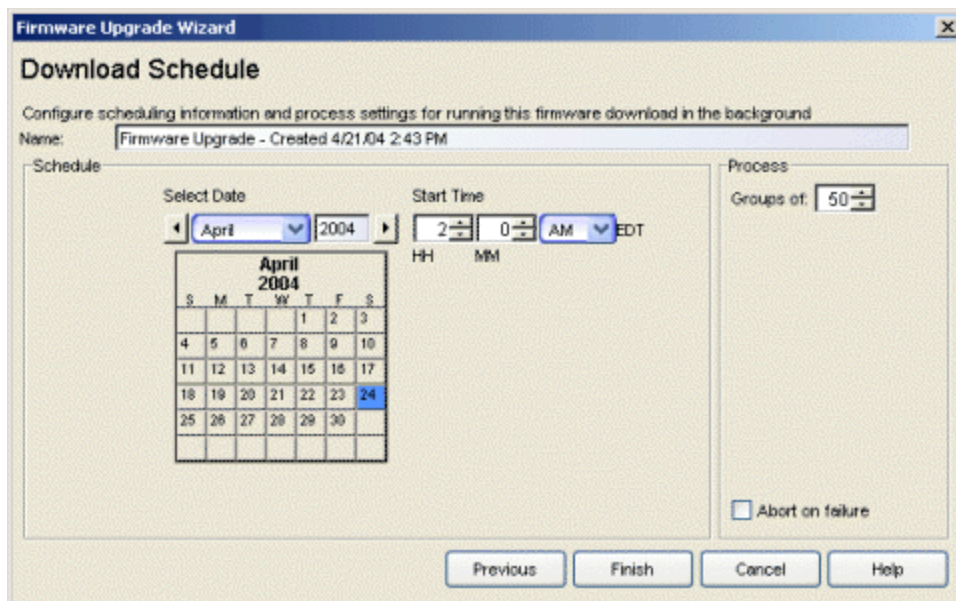 Firmware Upgrade Wizard
Download Schedule
Configure scheduling information and process settings for running this firmware download in the background
Name: Firmware Upgrade - Created 4/21/04 2:43 PM
Schedule
Select Date
April 2004
April
2004
S M T W T F S
1 2 3
4 5 6 7 8 9 10
11 12 13 14 15 16 17
18 19 20 21 22 23 24
25 26 27 28 29 30
Start Time
2 0 AM EDT
HH MM
Process
Groups of: 50
Abort on failure
Previous Finish Cancel Help